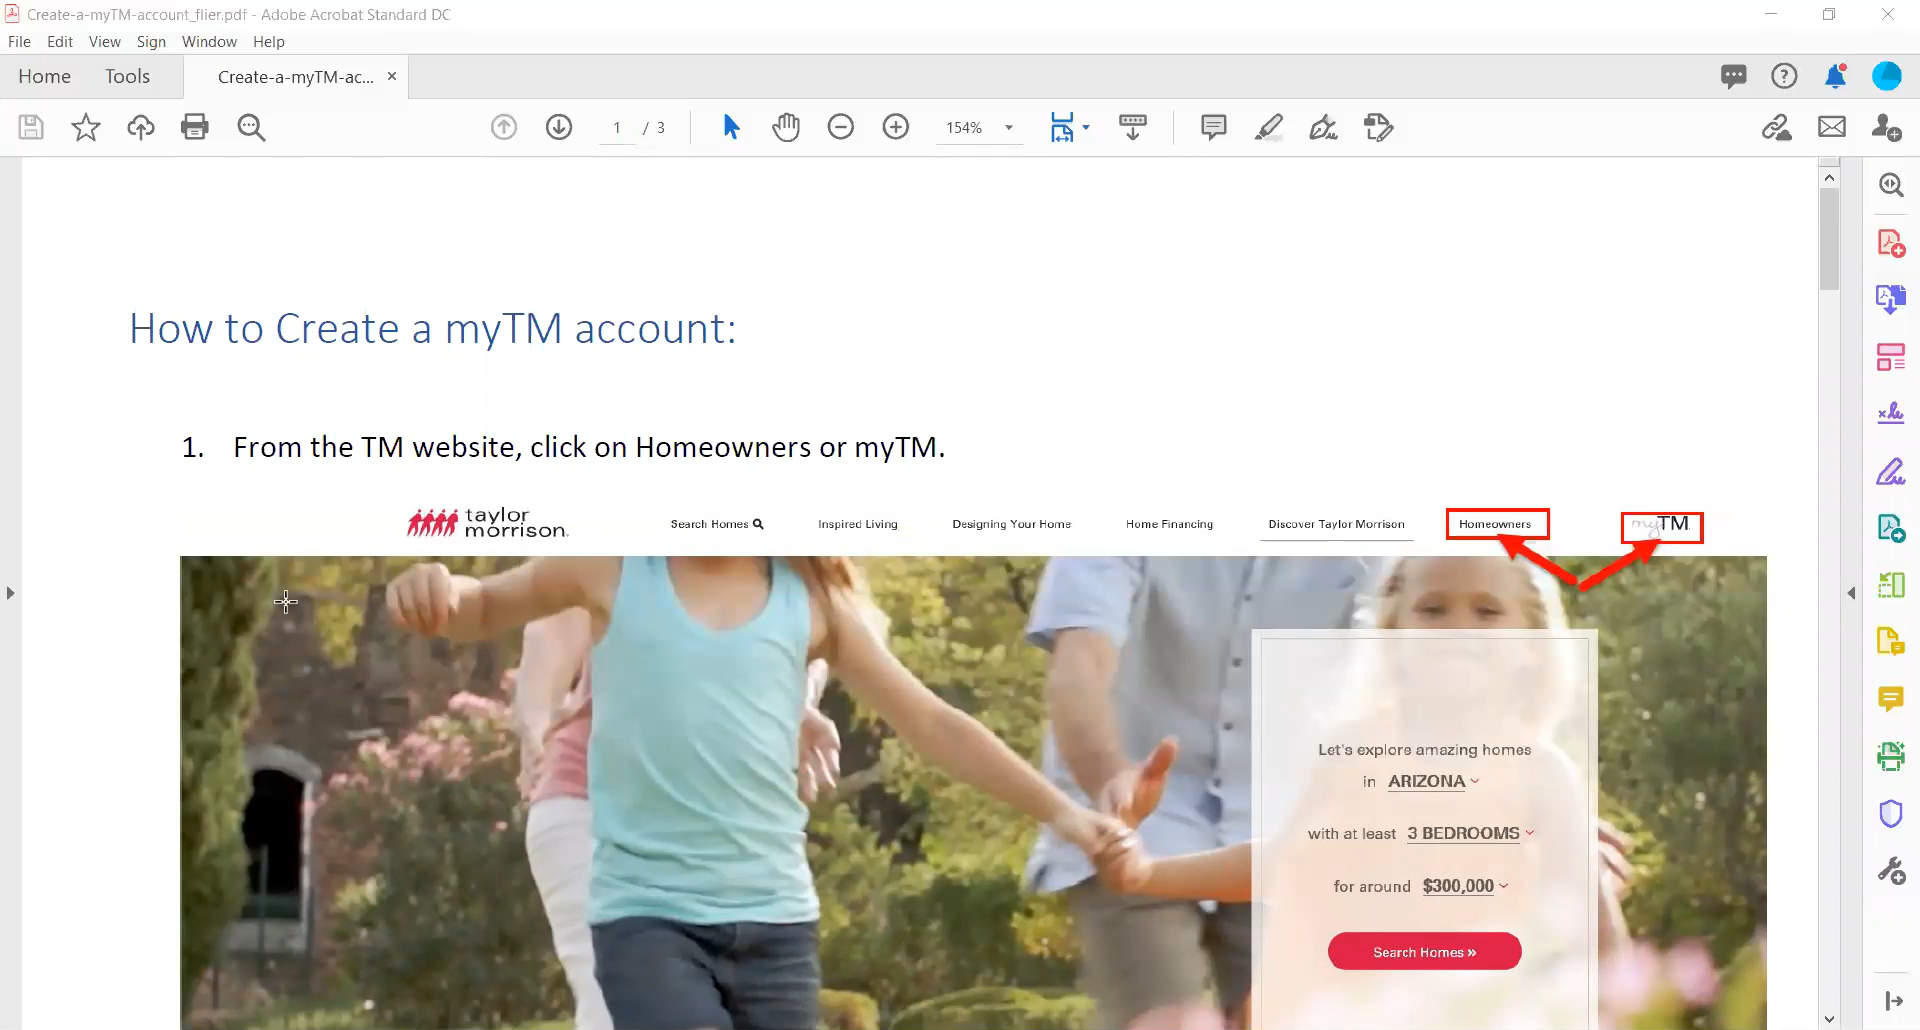 Create-a-myTM-account_flier.pdf - Adobe Acrobat Standard DC
File Edit View Sign Window Help
Home Tools Create-a-myTM-ac...
1 / 3 154%
How to Create a myTM account:
1. From the TM website, click on Homeowners or myTM.
taylor
morrison.
Search Homes Inspired Living Designing Your Home Home Financing Discover Taylor Morrison Homeowners myTM
Let's explore amazing homes
in ARIZONA
with at least 3 BEDROOMS
for around $300,000
Search Homes »